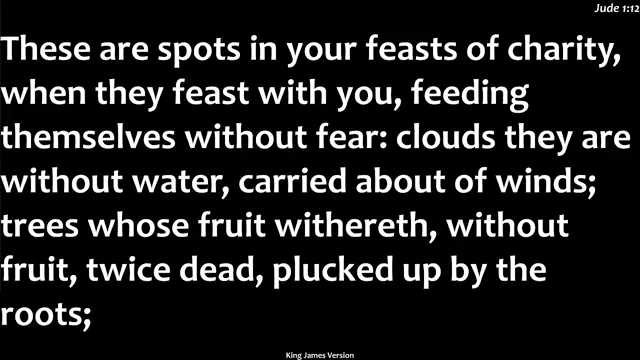 Jude 1:12
These are spots in your feasts of charity,
when they feast with you, feeding
themselves without fear: clouds they are
without water, carried about of winds;
trees whose fruit withereth, without
fruit, twice dead, plucked up by the
roots;
King James Version